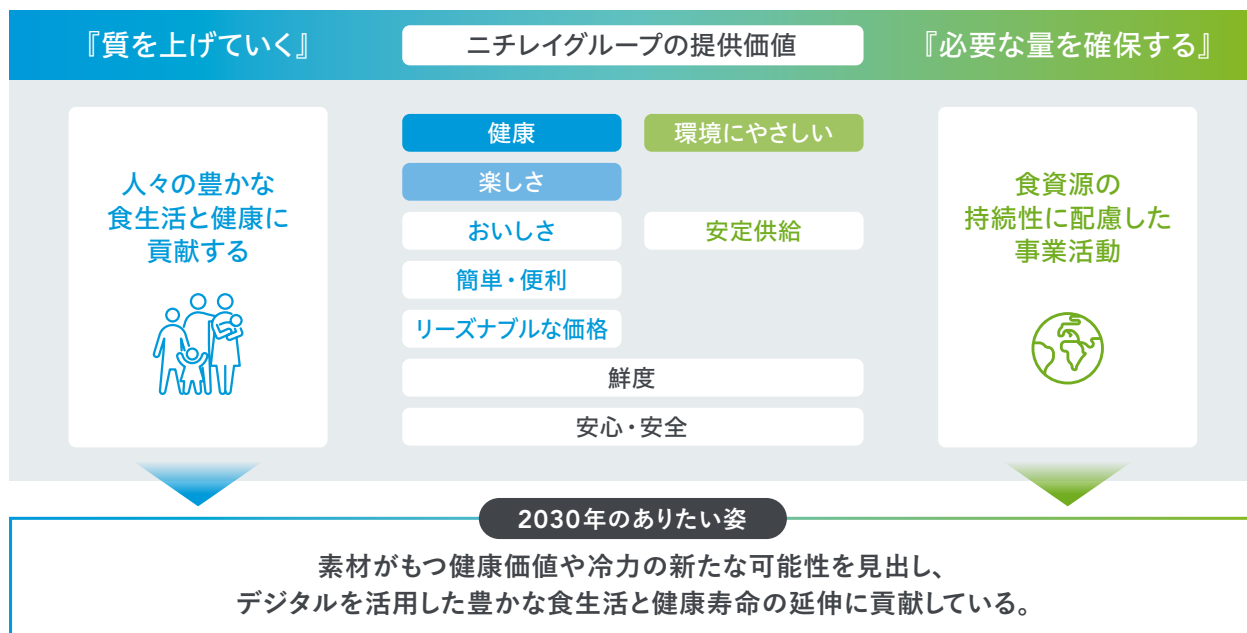 『質を上げていく』
ニチレイグループの提供価値
『必要な量を確保する』
人々の豊かな
食生活と健康に
貢献する
健康
環境にやさしい
楽しさ
おいしさ
安定供給
簡単・便利
リーズナブルな価格
鮮度
安心・安全
食資源の
持続性に配慮した
事業活動
2030年のありたい姿
素材がもつ健康価値や冷力の新たな可能性を見出し、
デジタルを活用した豊かな食生活と健康寿命の延伸に貢献している。